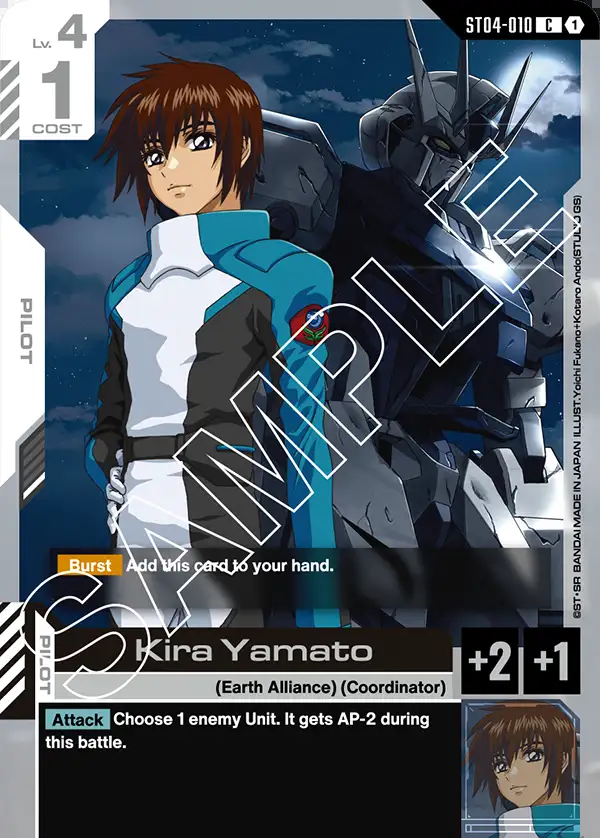 Lv. 4
1
COST
ST04-010 C 1
PILOT
©ST・SR BANDAI MADE IN JAPAN ILLUST.Yoichi Fukano+Kotaro Ando(STUDIO GS)
SAMPLE
Burst Add this card to your hand.
PILOT
Kira Yamato
+2 +1
(Earth Alliance) (Coordinator)
Attack Choose 1 enemy Unit. It gets AP-2 during
this battle.